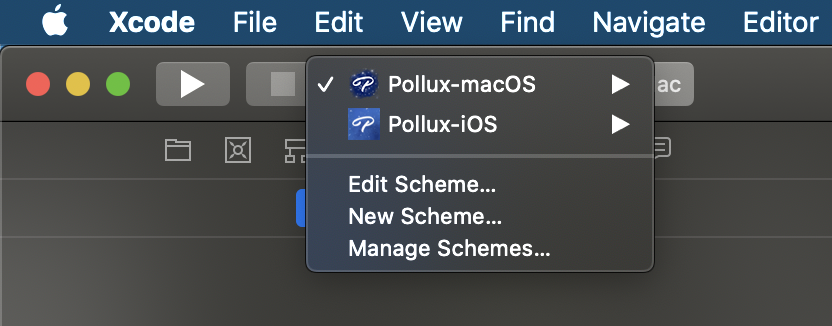 Xcode File Edit View Find Navigate Editor
Pollux-macOS
ac
Pollux-iOS
Edit Scheme...
New Scheme...
Manage Schemes...